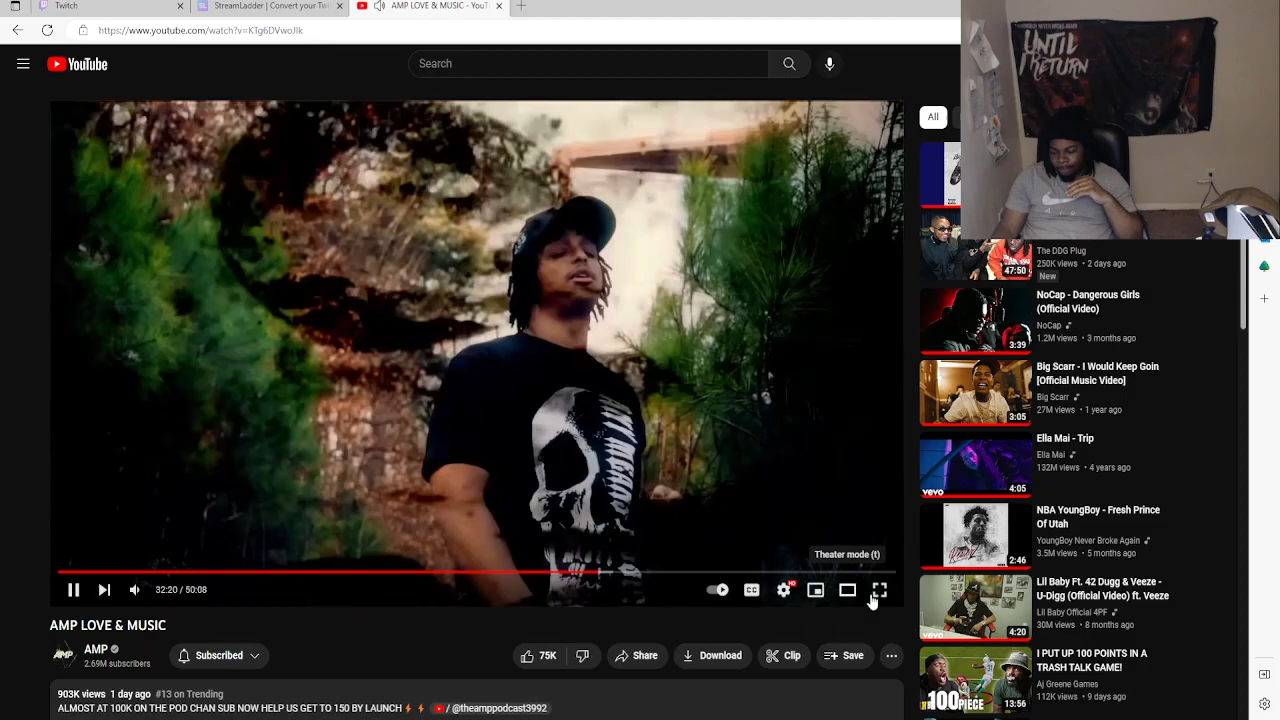 Twitch
StreamLadder | Convert your Twi
AMP LOVE & MUSIC - YouT
https://www.youtube.com/watch?v=KTg6DVwoJIk
YouTube
Search
All
UNTIL
I RETURN
The DDG Plug
250K views • 2 days ago
New
47:50
NoCap - Dangerous Girls
(Official Video)
NoCap
1.2M views • 3 months ago
3:39
Big Scarr - I Would Keep Goin
[Official Music Video]
Big Scarr
27M views • 1 year ago
3:05
Ella Mai - Trip
Ella Mai
132M views • 4 years ago
vevo
4:05
NBA YoungBoy - Fresh Prince
Of Utah
YoungBoy Never Broke Again
3.5M views • 5 months ago
2:46
Lil Baby Ft. 42 Dugg & Veeze -
U-Digg (Official Video) ft. Veeze
Lil Baby Official 4PF
30M views • 8 months ago
vevo
4:20
I PUT UP 100 POINTS IN A
TRASH TALK GAME!
Aj Greene Games
112K views • 9 days ago
100PIECE
13:56
Theater mode (t)
32:20 / 50:08
CC
HD
AMP LOVE & MUSIC
AMP
2.69M subscribers
Subscribed
75K
Share
Download
Clip
Save
903K views 1 day ago #13 on Trending
ALMOST AT 100K ON THE POD CHAN SUB NOW HELP US GET TO 150 BY LAUNCH⚡⚡ / @theamppodcast3992